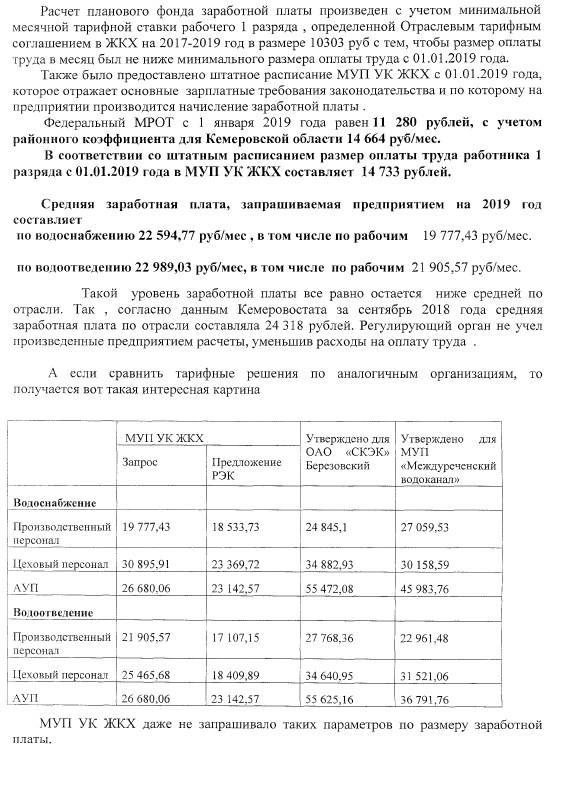 Расчет планового фонда заработной платы произведен с учетом минимальной
месячной тарифной ставки рабочего 1 разряда , определенной Отраслевым тарифным
соглашением в ЖКХ на 2017-2019 год в размере 10303 руб с тем, чтобы размер оплаты
труда в месяц был не ниже минимального размера оплаты труда с 01.01.2019 года.
Также было предоставлено штатное расписание МУП УК ЖКХ с 01.01.2019 года,
которое отражает основные зарплатные требования законодательства и по которому на
предприятии производится начисление заработной платы .
Федеральный МРОТ с 1 января 2019 года равен 11 280 рублей, с учетом
районного коэффициента для Кемеровской области 14 664 руб/мес.
В соответствии со штатным расписанием размер оплаты труда работника 1
разряда с 01.01.2019 года в МУП УК ЖКХ составляет 14 733 рублей.
Средняя заработная плата, запрашиваемая предприятием на 2019 год
составляет
по водоснабжению 22 594,77 руб/мес , в том числе по рабочим 19 777,43 руб/мес.
по водоотведению 22 989,03 руб/мес, в том числе по рабочим 21 905,57 руб/мес.
Такой уровень заработной платы все равно остается ниже средней по
отрасли. Так , согласно данным Кемеровостата за сентябрь 2018 года средняя
заработная плата по отрасли составляла 24 318 рублей. Регулирующий орган не учел
произведенные предприятием расчеты, уменьшив расходы на оплату труда .
А если сравнить тарифные решения по аналогичным организациям, то
получается вот такая интересная картина
МУП УК ЖКХ
Утверждено для
ОАО «СКЭК»
Березовский
Утверждено для
МУП
«Междуреченский
водоканал»
Запрос
Предложение
РЭК
Водоснабжение
Производственный
персонал
19 777,43
18 533,73
24 845,1
27 059,53
Цеховый персонал
30 895,91
23 369,72
34 882,93
30 158,59
АУП
26 680,06
23 142,57
55 472,08
45 983,76
Водоотведение
Производственный
персонал
21 905,57
17 107,15
27 768,36
22 961,48
Цеховый персонал
25 465,68
18 409,89
34 640,95
31 521,06
АУП
26 680,06
23 142,57
55 625,16
36 791,76
МУП УК ЖКХ даже не запрашивало таких параметров по размеру заработной
платы.